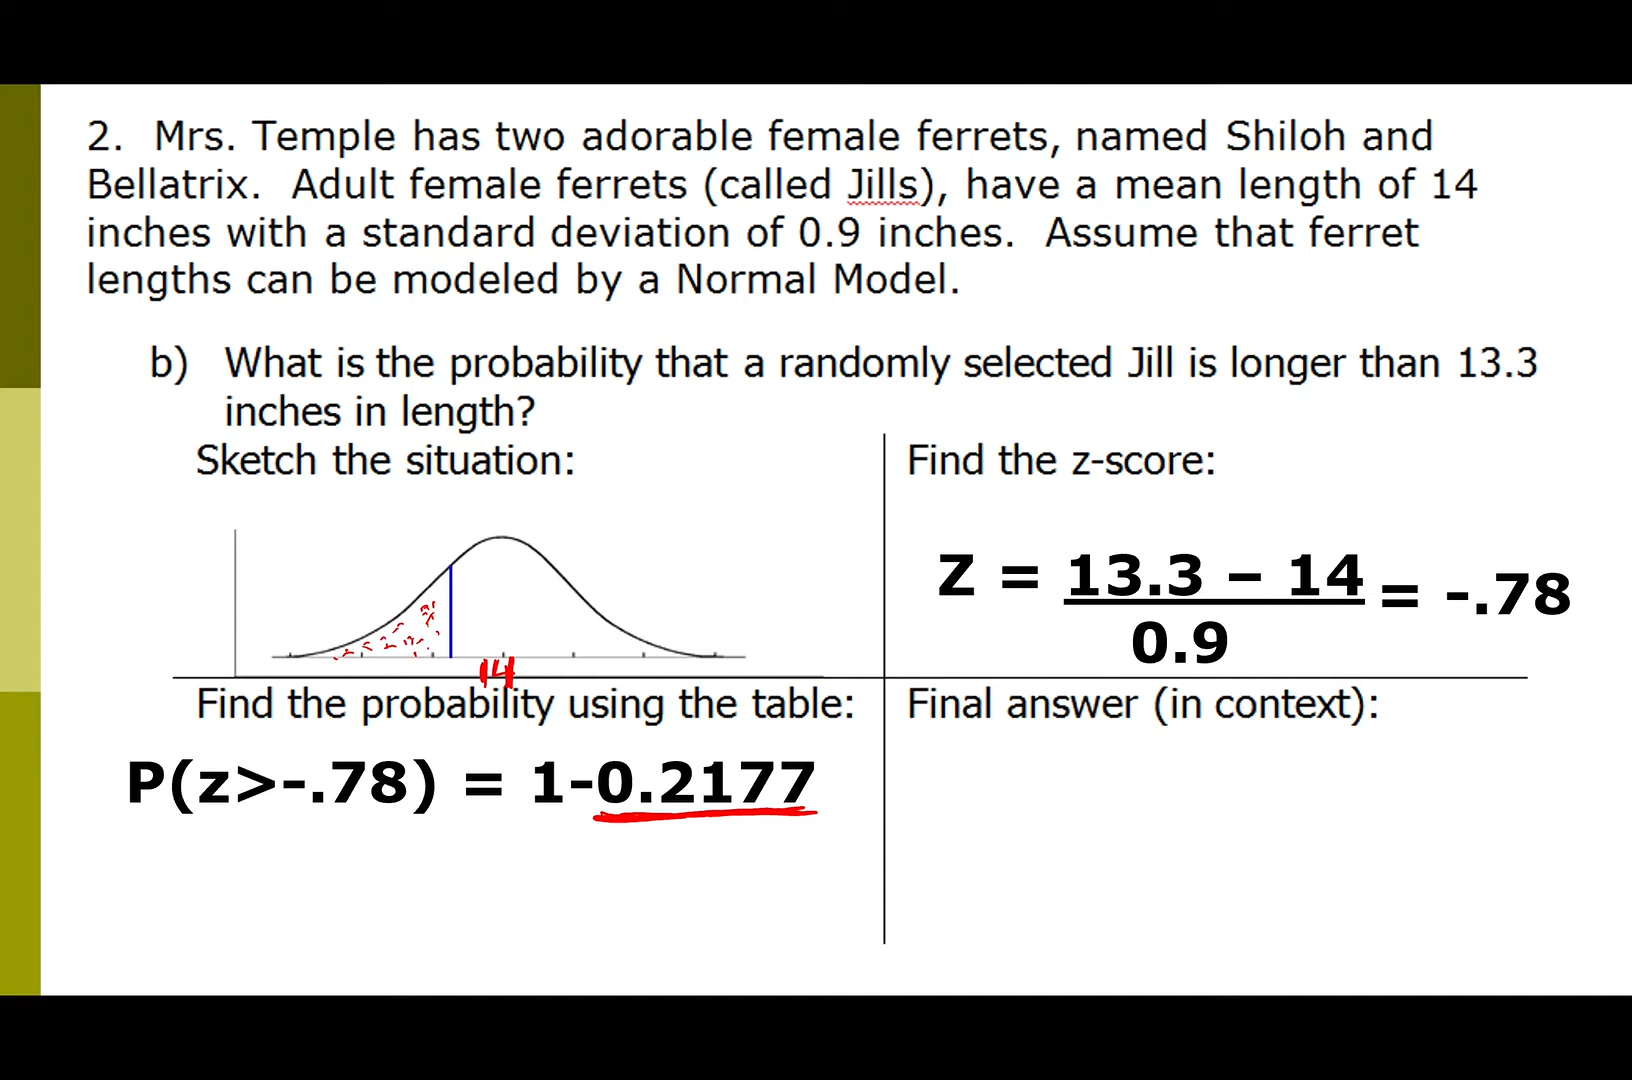 2. Mrs. Temple has two adorable female ferrets, named Shiloh and
Bellatrix. Adult female ferrets (called Jills), have a mean length of 14
inches with a standard deviation of 0.9 inches. Assume that ferret
lengths can be modeled by a Normal Model.
b) What is the probability that a randomly selected Jill is longer than 13.3
inches in length?
Sketch the situation:
14
Find the z-score:
Z = 13.3 – 14 = -.78
0.9
Find the probability using the table:
P(z>-.78) = 1-0.2177
Final answer (in context):